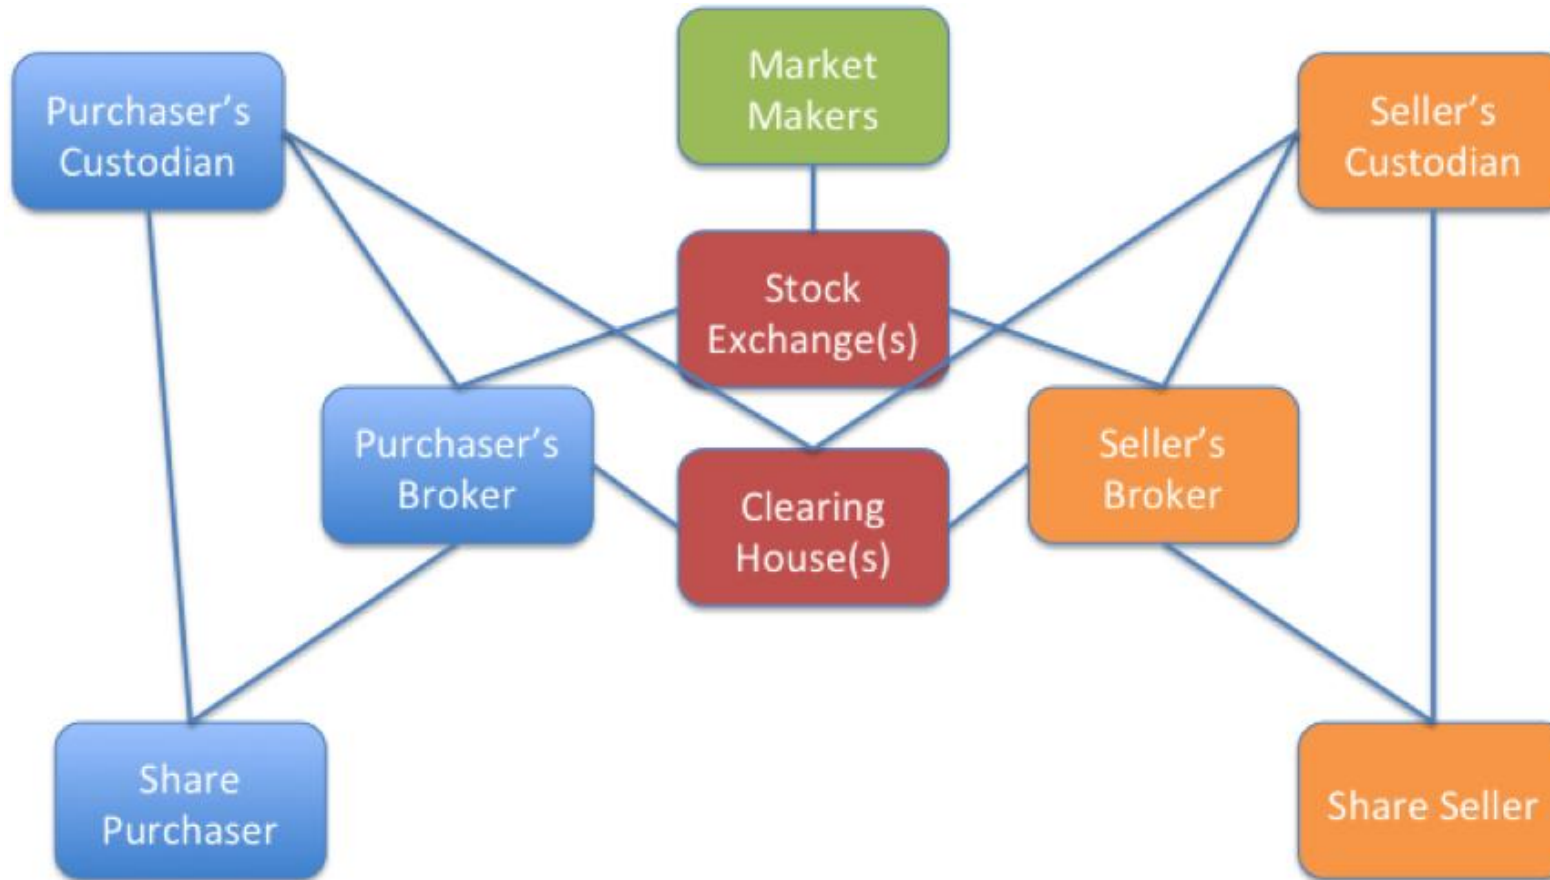 Market
Makers
Purchaser’s
Custodian
Seller’s
Custodian
Stock
Exchange(s)
Purchaser’s
Broker
Seller’s
Broker
Clearing
House(s)
Share
Purchaser
Share Seller